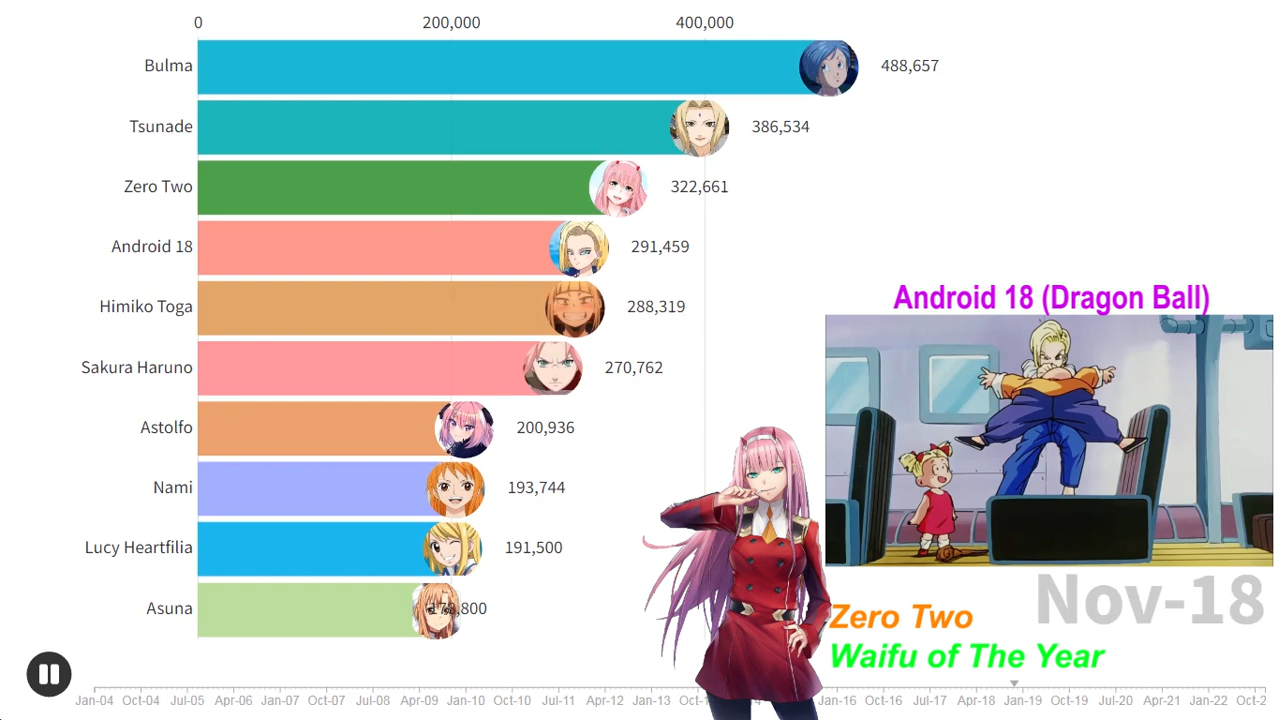 0 200,000 400,000
Bulma 488,657
Tsunade 386,534
Zero Two 322,661
Android 18 291,459
Himiko Toga 288,319
Sakura Haruno 270,762
Astolfo 200,936
Nami 193,744
Lucy Heartfilia 191,500
Asuna
Android 18 (Dragon Ball)
Nov-18
Zero Two
Waifu of The Year
Jan-04 Oct-04 Jul-05 Apr-06 Jan-07 Oct-07 Jul-08 Apr-09 Jan-10 Oct-10 Jul-11 Apr-12 Jan-13 Jan-16 Oct-16 Jul-17 Apr-18 Jan-19 Oct-19 Jul-20 Apr-21 Jan-22